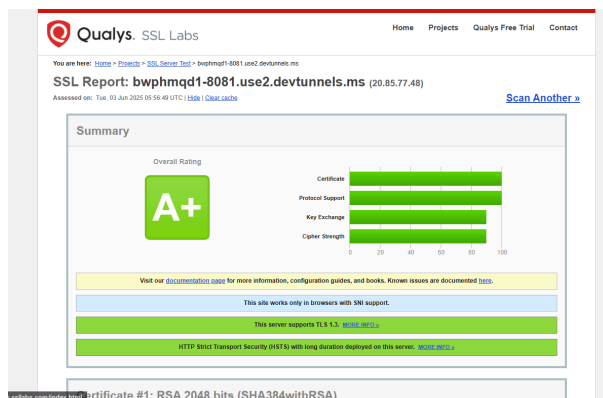 Qualys. SSL Labs
Home Projects Qualys Free Trial Contact
You are here: Home > Projects > SSL Server Test > bwphmqd1-8081.use2.devtunnels.ms
SSL Report: bwphmqd1-8081.use2.devtunnels.ms (20.85.77.48)
Assessed on: Tue, 03 Jun 2025 05:56:49 UTC | Hide | Clear cache
Scan Another »
Summary
Overall Rating
A+
Certificate
Protocol Support
Key Exchange
Cipher Strength
0 20 40 60 80 100
Visit our documentation page for more information, configuration guides, and books. Known issues are documented here.
This site works only in browsers with SNI support.
This server supports TLS 1.3. MORE INFO »
HTTP Strict Transport Security (HSTS) with long duration deployed on this server. MORE INFO »
Certificate #1: RSA 2048 bits (SHA384withRSA)
ssllabs.com/index.html